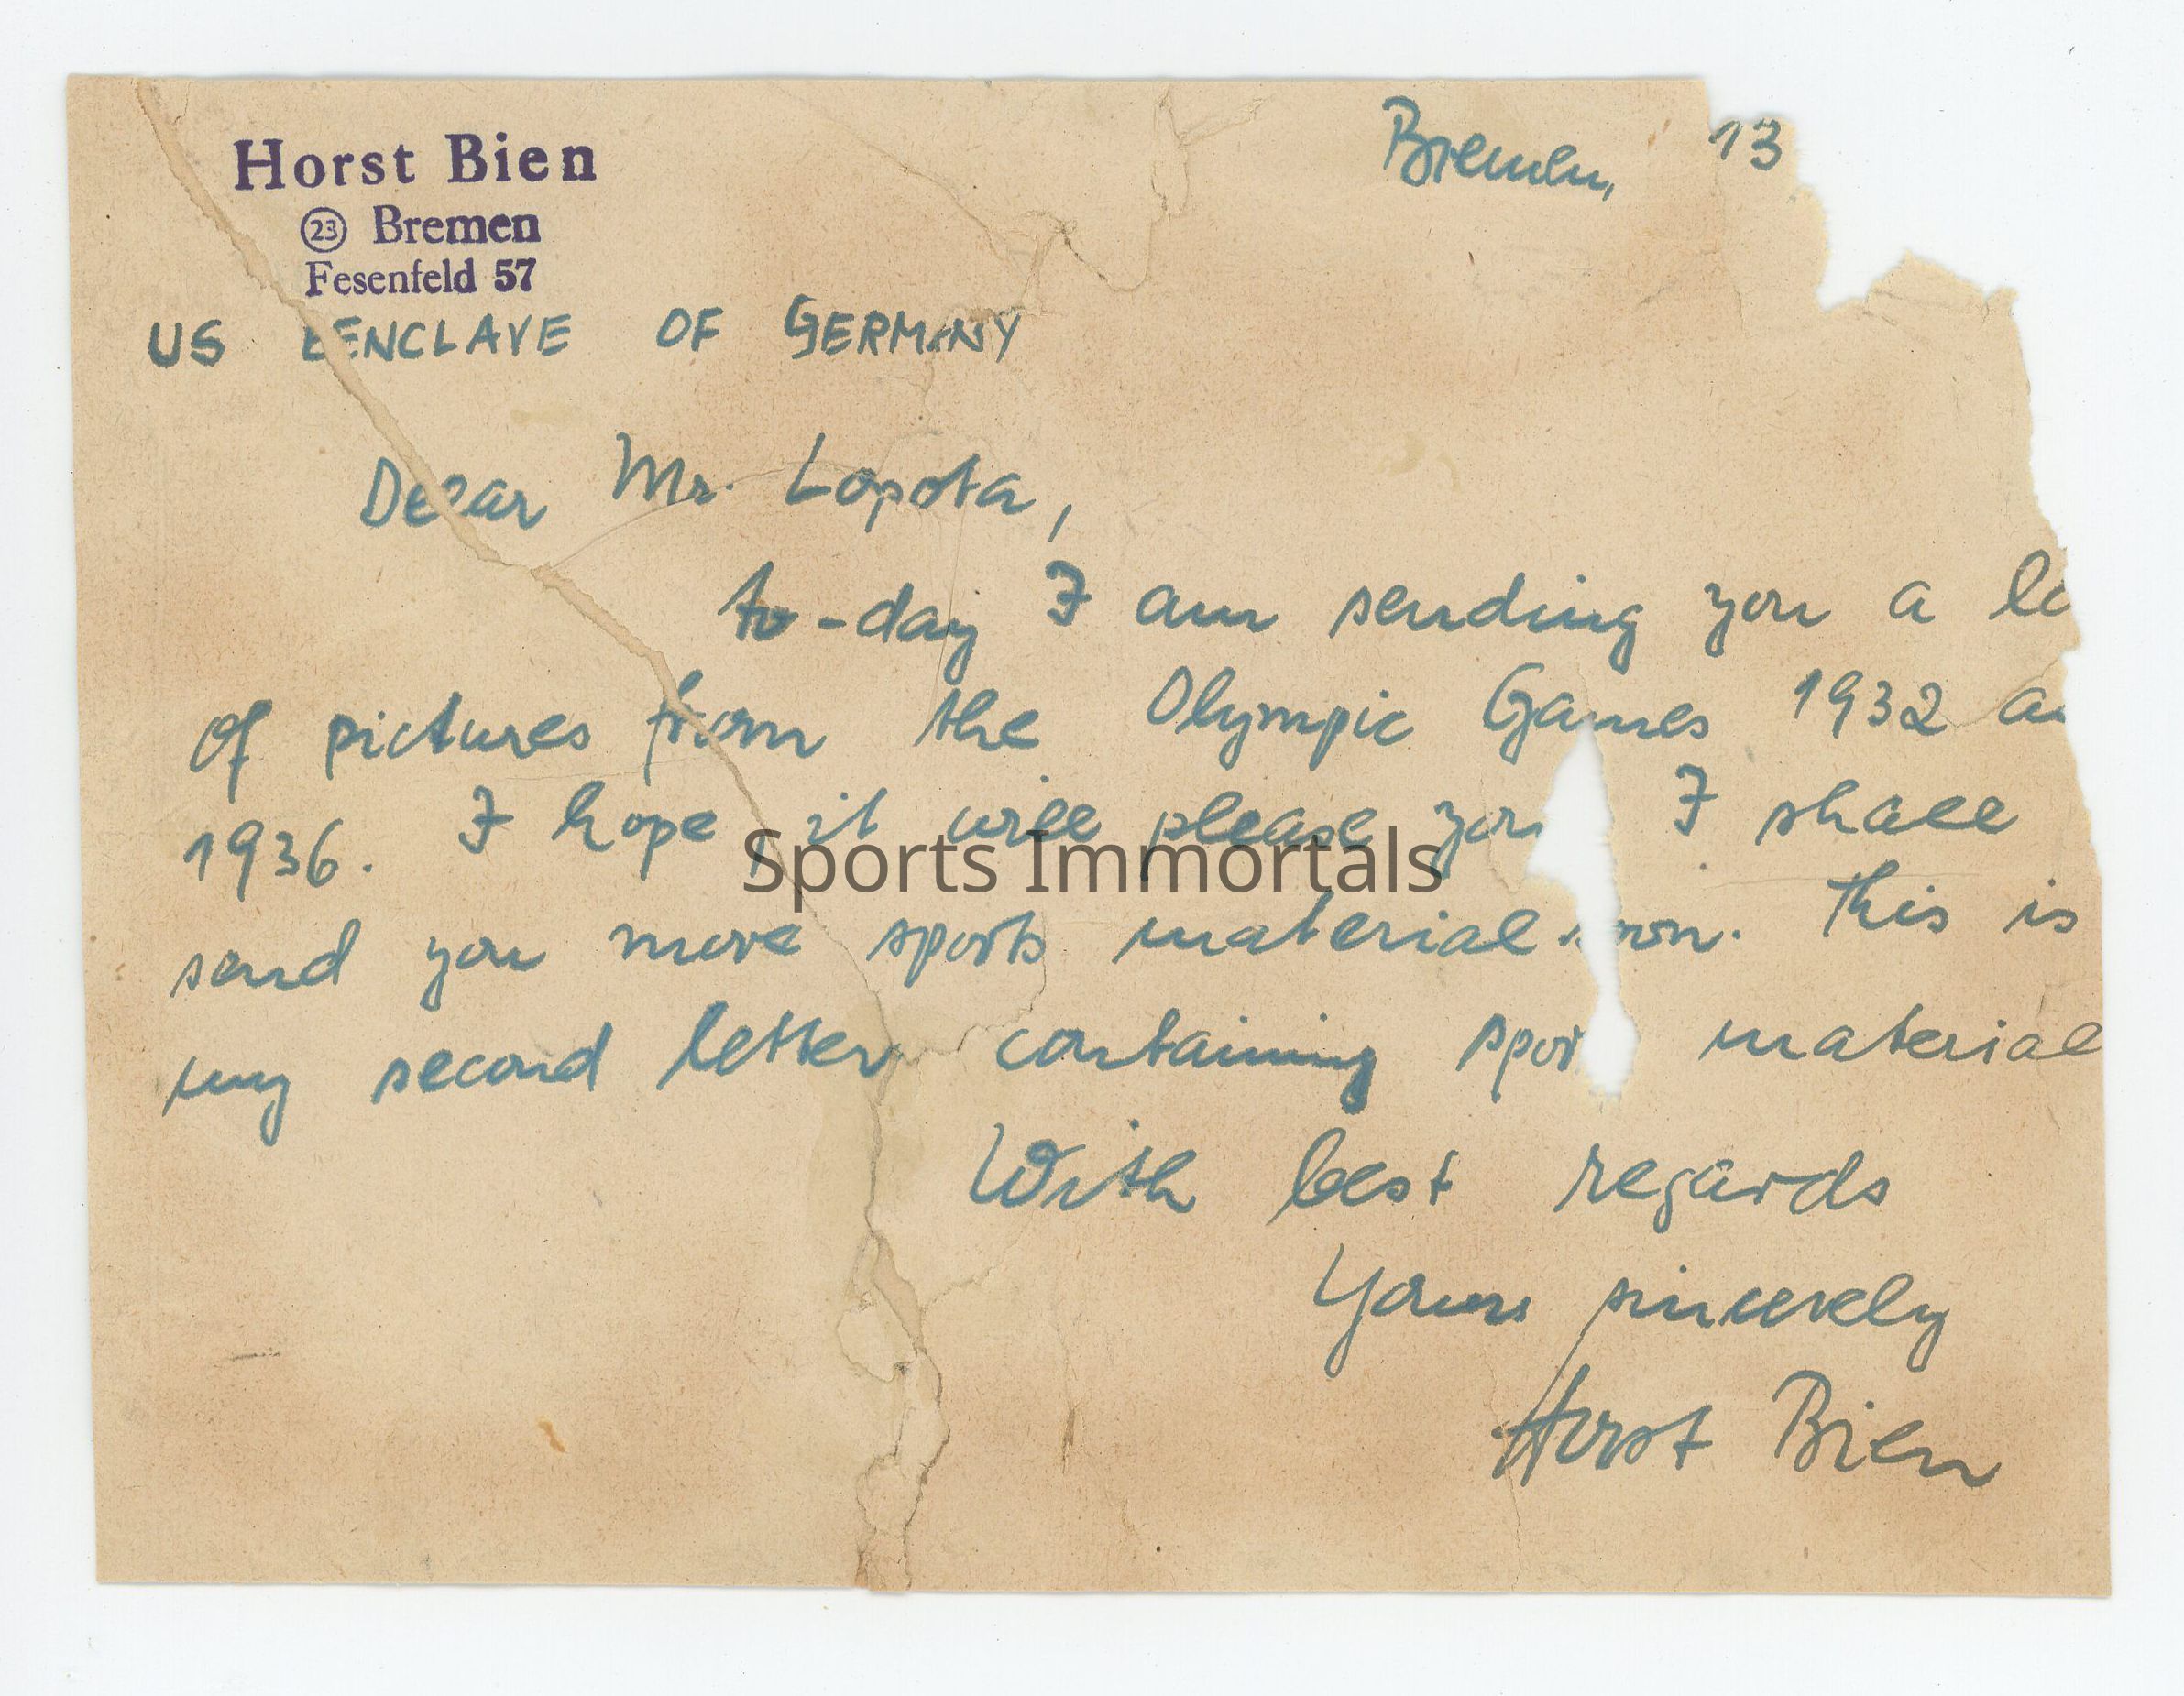 Horst Bien
23 Bremen
Fesenfeld 57
Bremen, 13
US ENCLAVE OF GERMANY
Dear Mr. Lopota,
to-day I am sending you a
of pictures from the Olympic Games 1932
1936. I hope, it will please you I shall
send you more sports material. This is
my second letter containing material
With best regards
Yours sincerely
Horst Bien
Sports Immortals